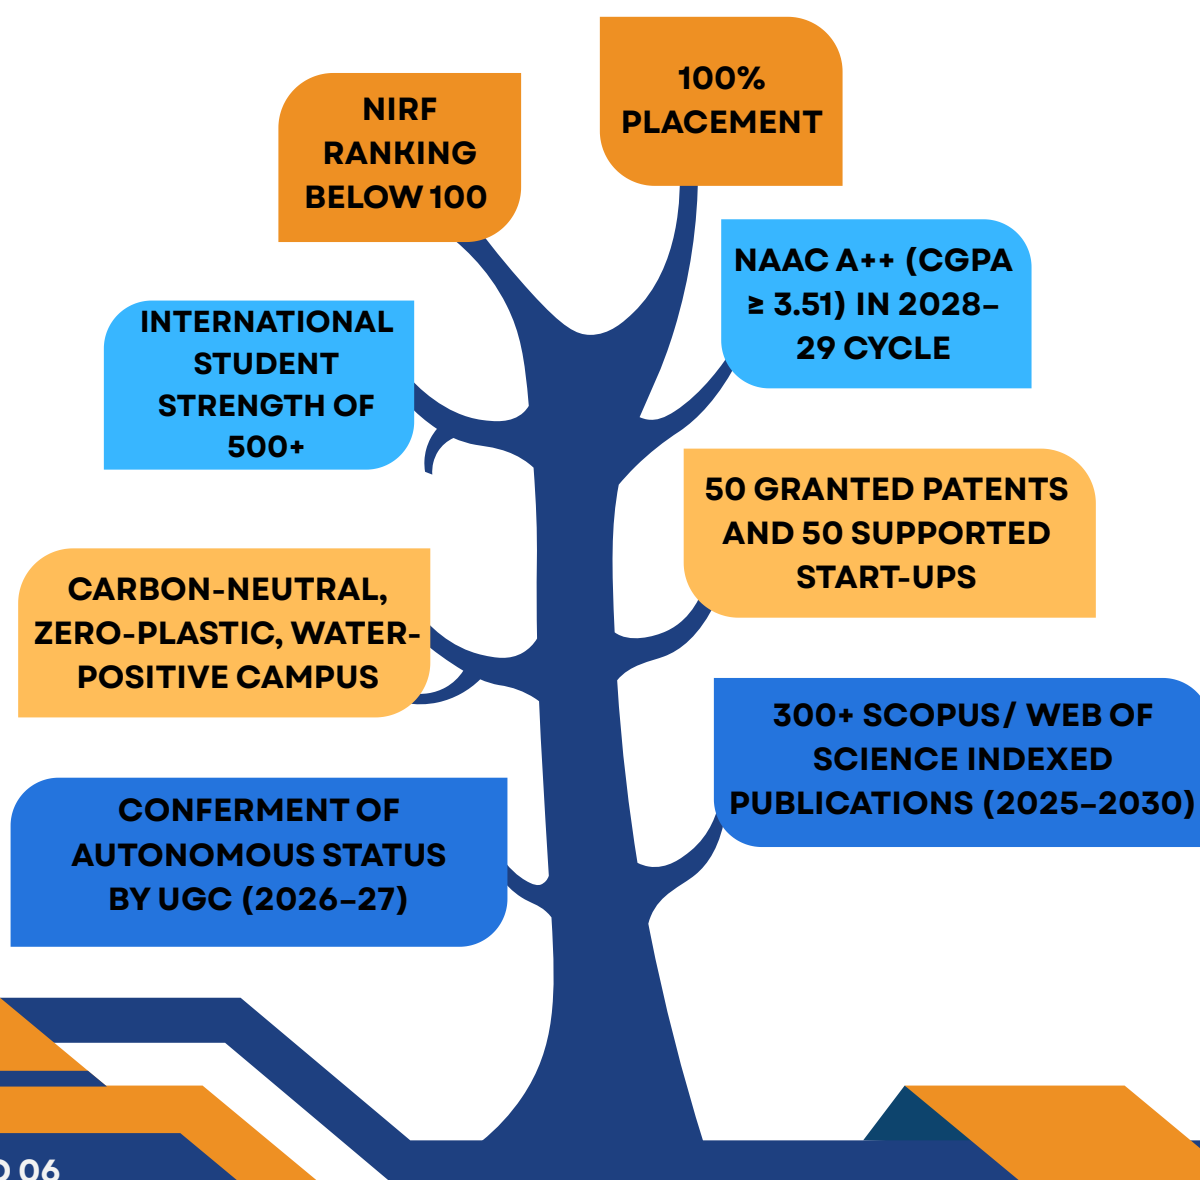 100%
PLACEMENT
NIRF
RANKING
BELOW 100
NAAC A++ (CGPA
≥ 3.51) IN 2028–
29 CYCLE
INTERNATIONAL
STUDENT
STRENGTH OF
500+
50 GRANTED PATENTS
AND 50 SUPPORTED
START-UPS
CARBON-NEUTRAL,
ZERO-PLASTIC, WATER-
POSITIVE CAMPUS
300+ SCOPUS/ WEB OF
SCIENCE INDEXED
PUBLICATIONS (2025–2030)
CONFERMENT OF
AUTONOMOUS STATUS
BY UGC (2026–27)
06